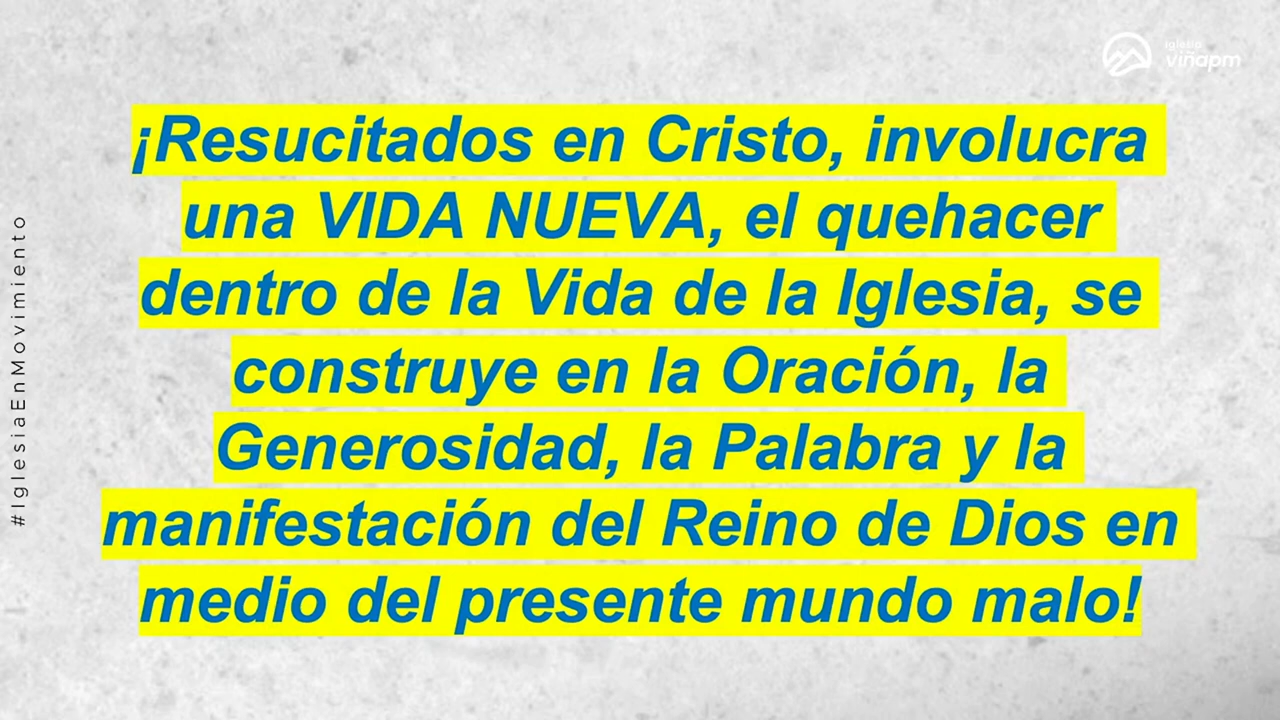 iglesia
viñapm
¡Resucitados en Cristo, involucra
una VIDA NUEVA, el quehacer
dentro de la Vida de la Iglesia, se
construye en la Oración, la
Generosidad, la Palabra y la
manifestación del Reino de Dios en
medio del presente mundo malo!
#IglesiaEnMovimiento